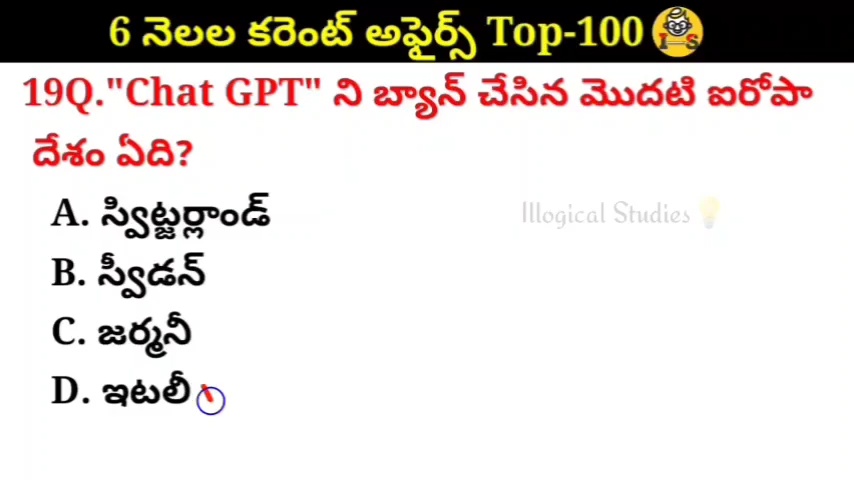 6 నెలల కరెంట్ అఫైర్స్ Top-100
I-S
19Q."Chat GPT" ని బ్యాన్ చేసిన మొదటి ఐరోపా
దేశం ఏది?
A. స్విట్జర్లాండ్
Illogical Studies
B. స్వీడన్
C. జర్మనీ
D. ఇటలీ